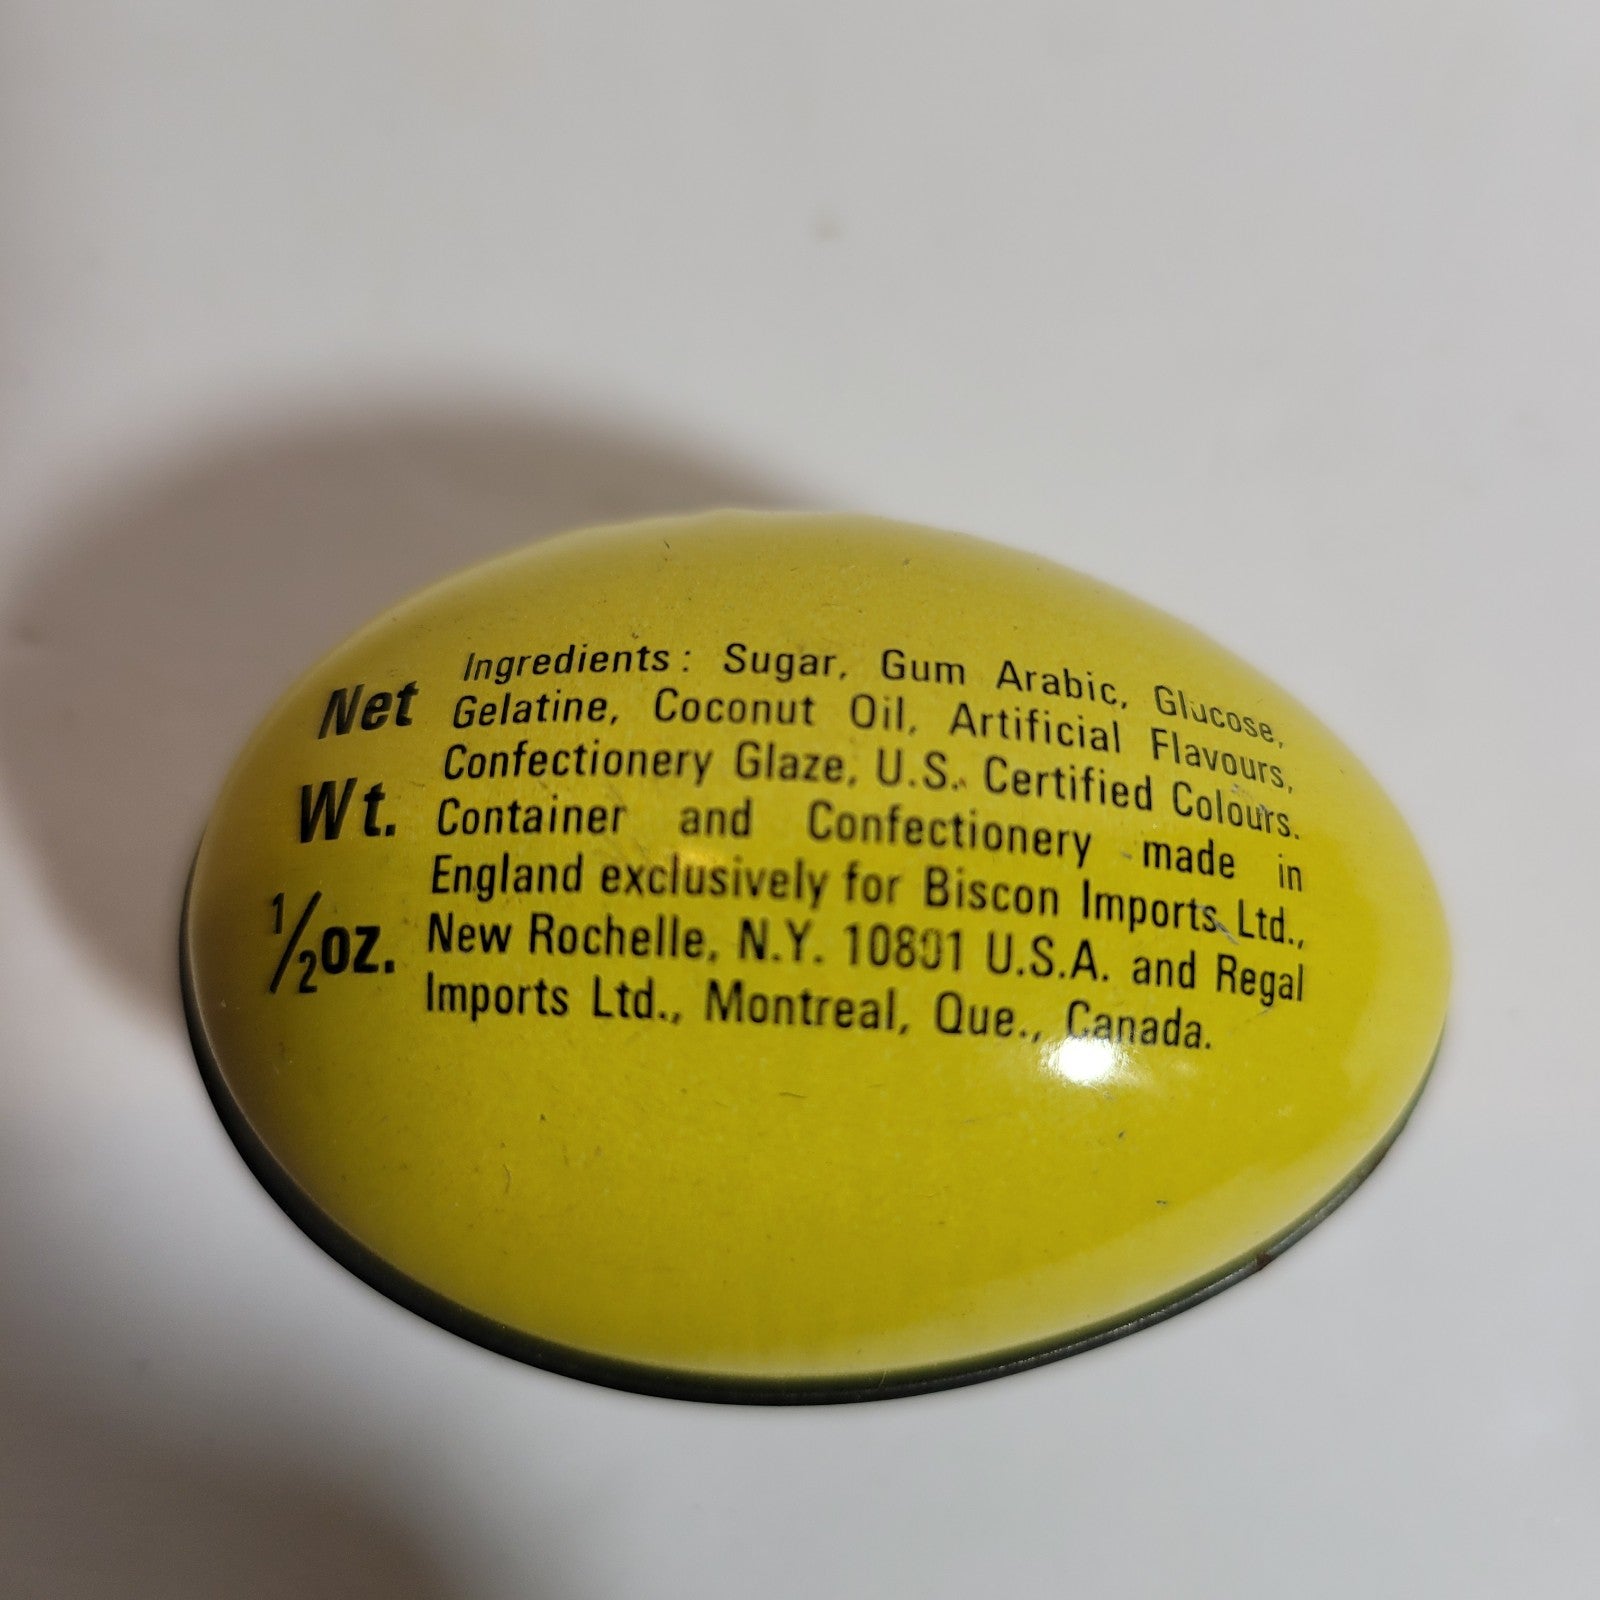 Net
Wt.
1/2oz.
Ingredients: Sugar, Gum Arabic, Glucose,
Gelatine, Coconut Oil, Artificial Flavours,
Confectionery Glaze, U.S. Certified Colours.
Container and Confectionery made in
England exclusively for Biscon Imports Ltd.,
New Rochelle, N.Y. 10801 U.S.A. and Regal
Imports Ltd., Montreal, Que., Canada.